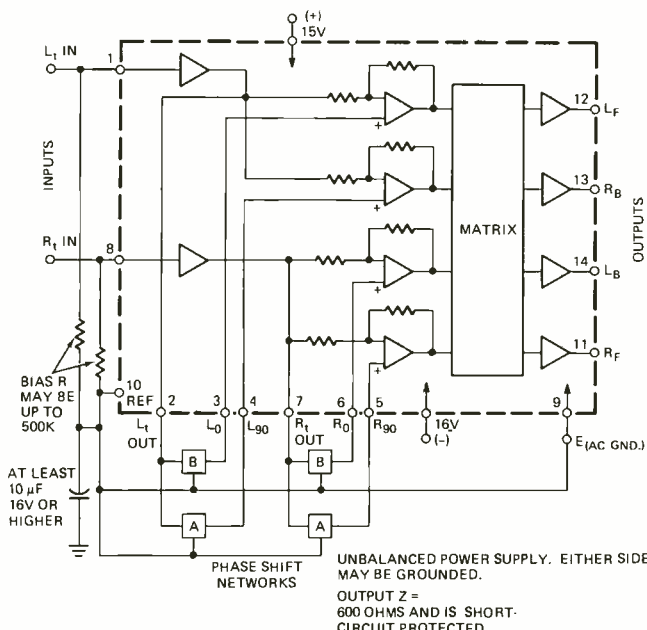 (+)
15V
Lt IN
1
INPUTS
12
LF
13
RB
MATRIX
OUTPUTS
Rt IN
8
14
LB
11
RF
BIAS R
MAY BE
UP TO
500K
10
REF
2
3
4
7
6
5
16V
(–)
9
Lt
OUT
L0
L90
Rt
OUT
R0
R90
E(AC GND.)
B
B
AT LEAST
10 µF
16V OR
HIGHER
A
A
PHASE SHIFT
NETWORKS
UNBALANCED POWER SUPPLY. EITHER SIDE
MAY BE GROUNDED.
OUTPUT Z =
600 OHMS AND IS SHORT-
CIRCUIT PROTECTED